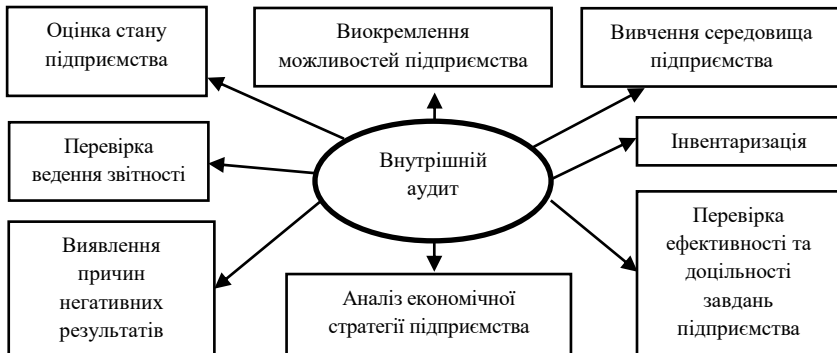 Оцінка стану
підприємства
Виокремлення
можливостей підприємства
Вивчення середовища
підприємства
Перевірка
ведення звітності
Внутрішній
аудит
Інвентаризація
Виявлення
причин
негативних
результатів
Аналіз економічної
стратегії підприємства
Перевірка
ефективності та
доцільності
завдань
підприємства